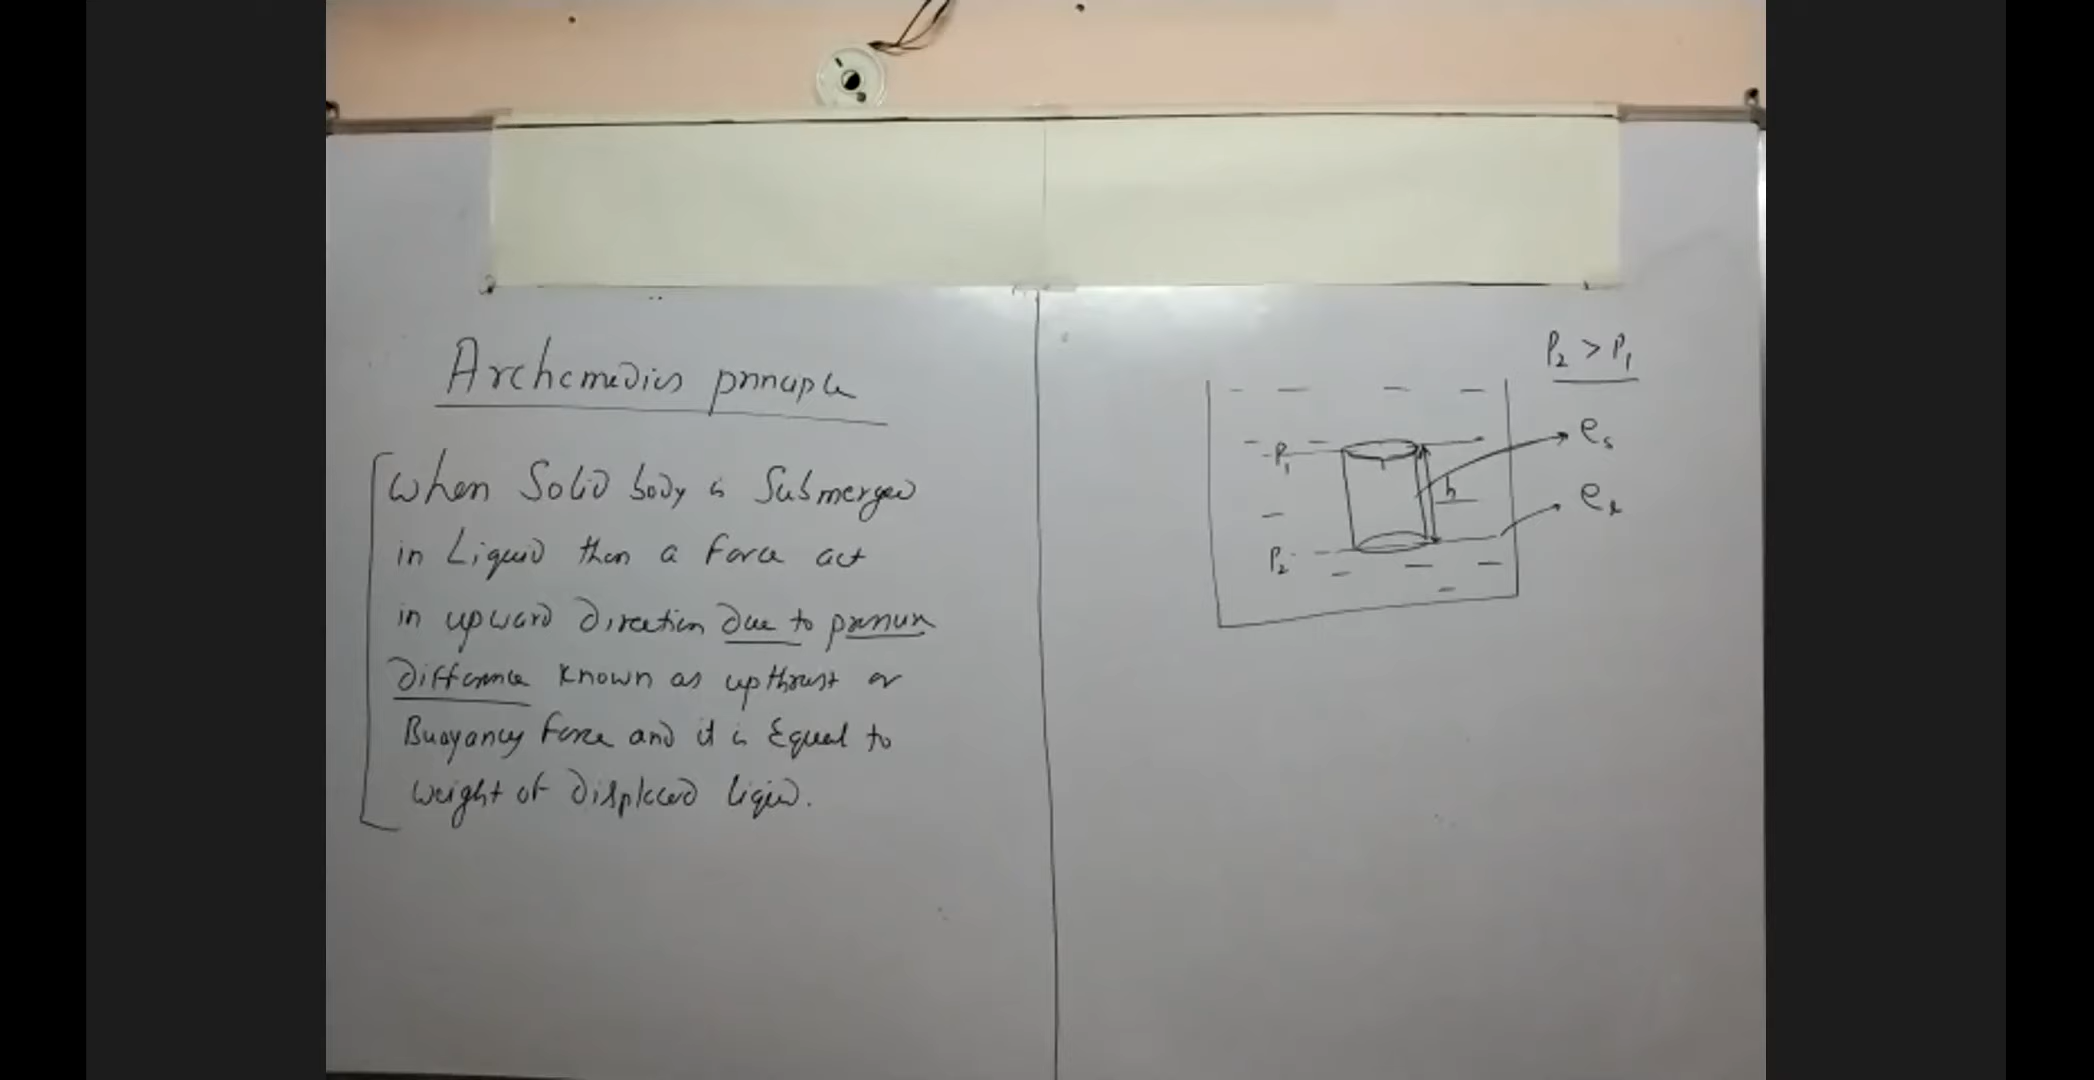 Archemedies principle
When Solid body is Submerged
in Liquid then a Force act
in upward Direction Due to pressure
Difference known as upthrust or
Buoyancy Force and it is Equal to
weight of Displaced liquid.
P₂ > P₁
P₁
h
P₂
ρₛ
ρₗ